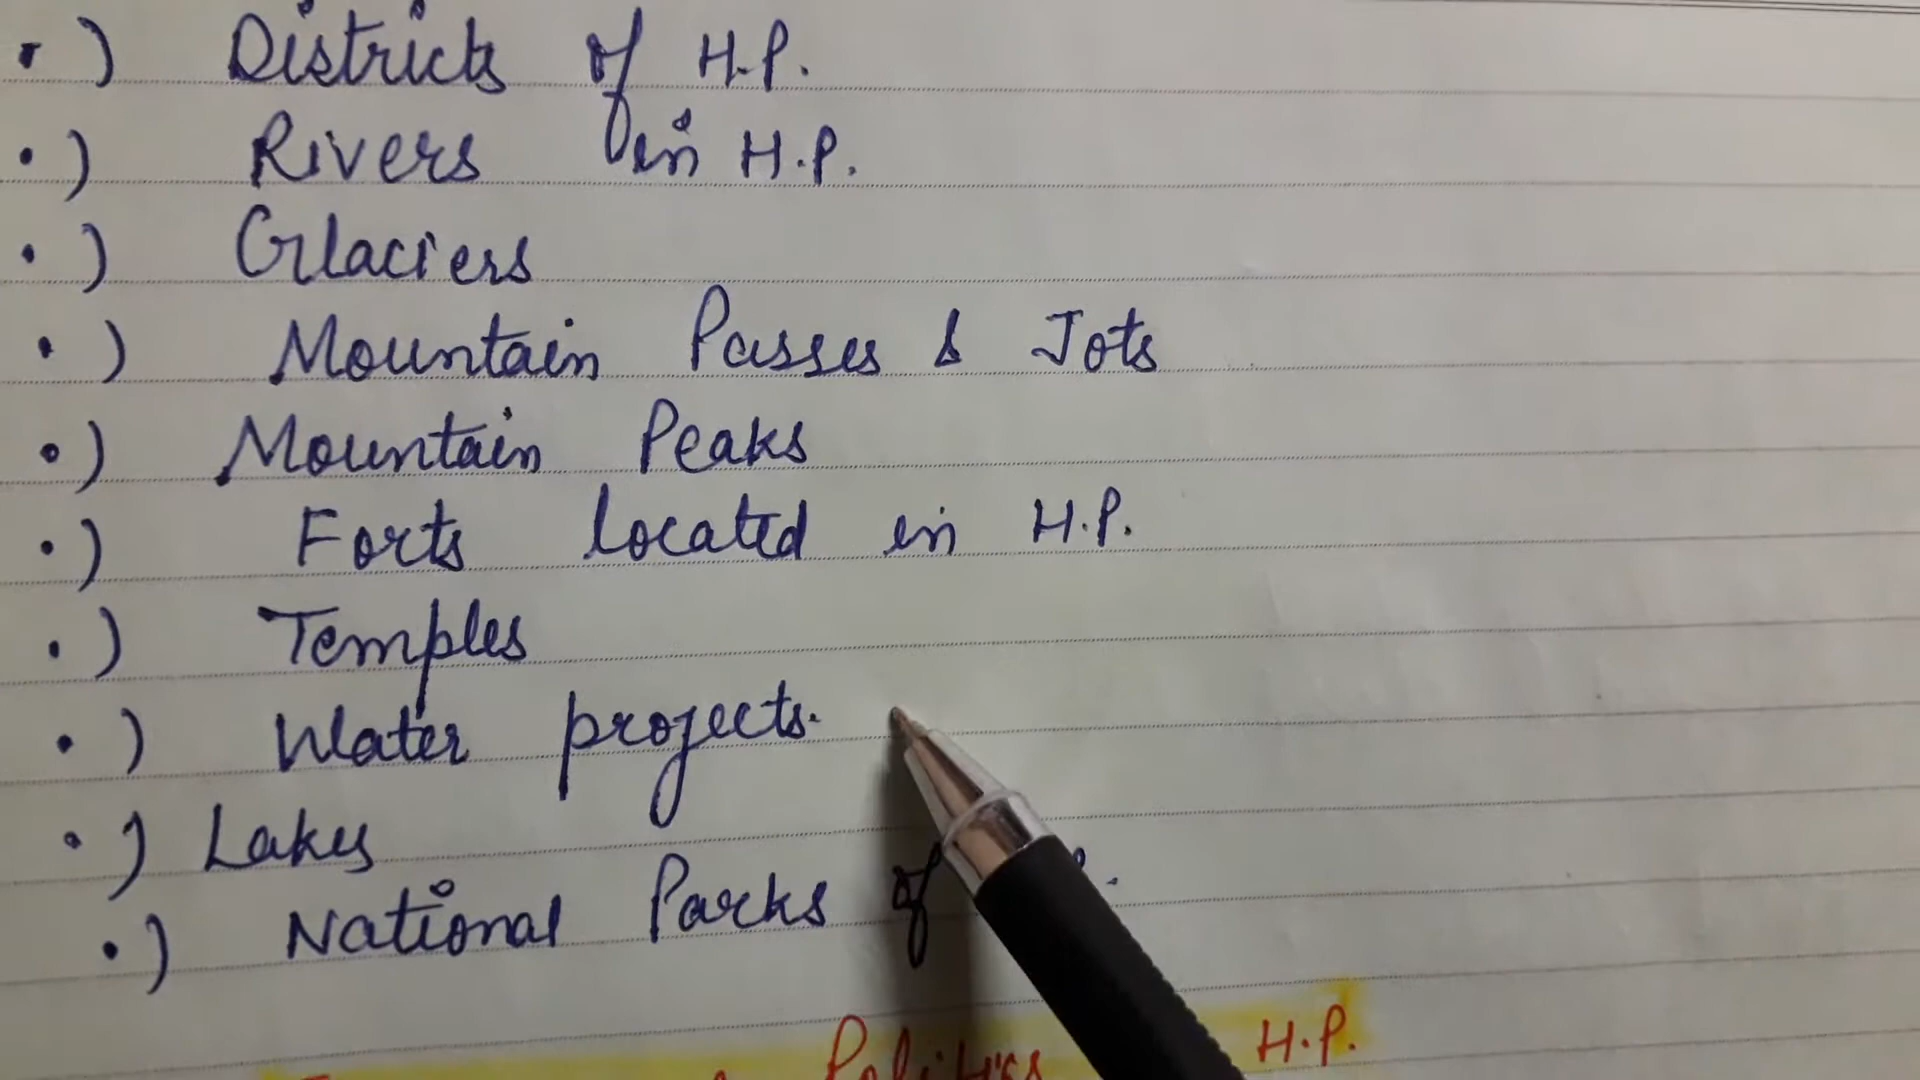 •) Districts of H.P.
•) Rivers in H.P.
•) Glaciers
•) Mountain Passes & Jots
•) Mountain Peaks
•) Forts located in H.P.
•) Temples
•) Water projects.
•) Lakes
•) National Parks of
Politics H.P.